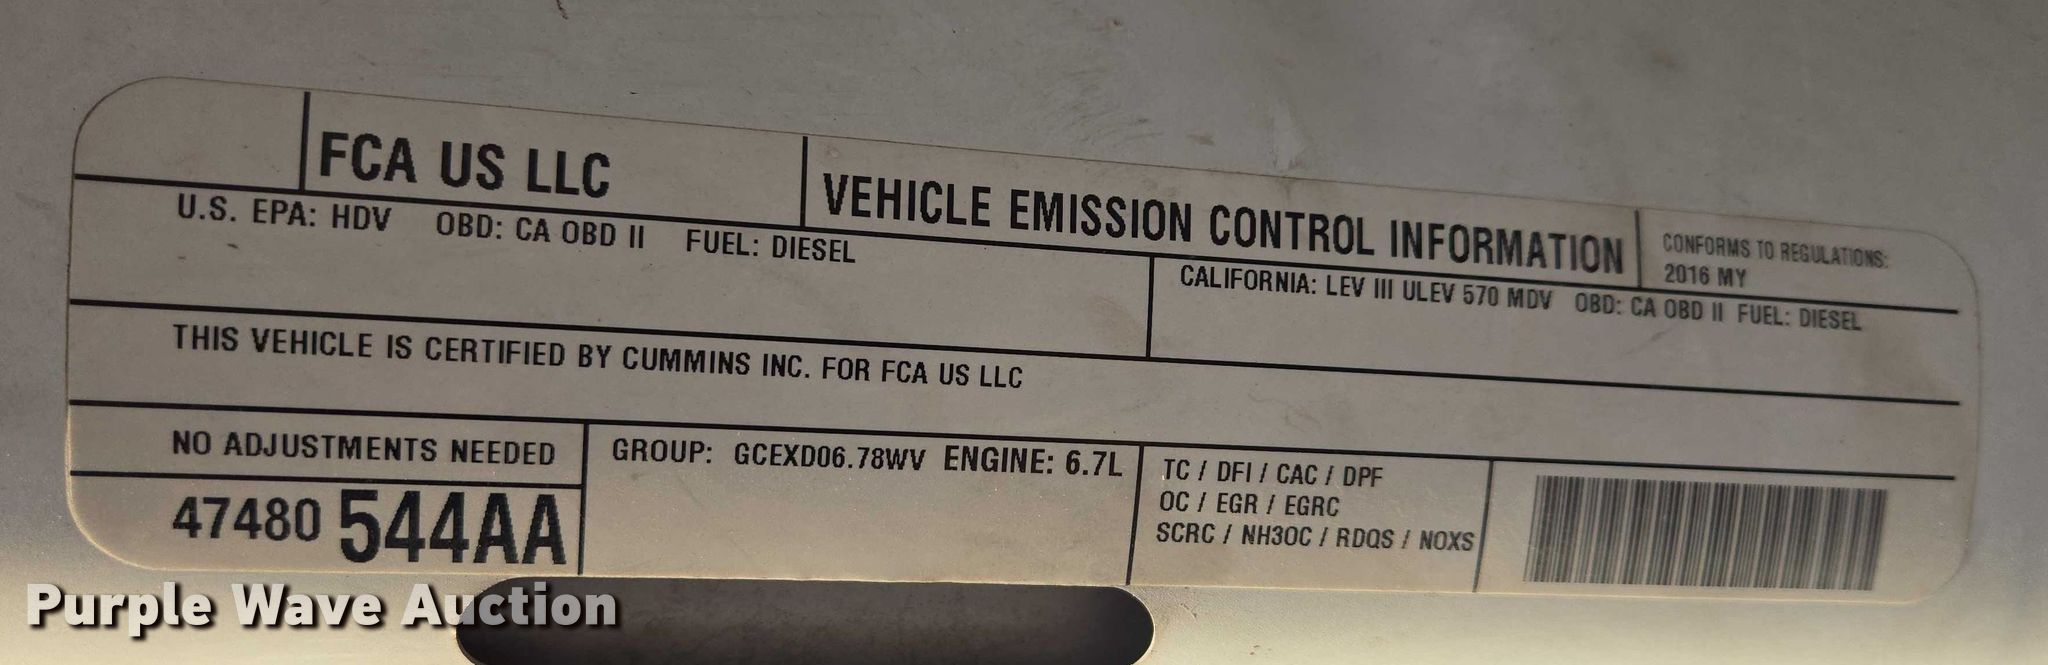 FCA US LLC
VEHICLE EMISSION CONTROL INFORMATION
CONFORMS TO REGULATIONS:
2016 MY
U.S. EPA: HDV OBD: CA OBD II FUEL: DIESEL
CALIFORNIA: LEV III ULEV 570 MDV OBD: CA OBD II FUEL: DIESEL
THIS VEHICLE IS CERTIFIED BY CUMMINS INC. FOR FCA US LLC
NO ADJUSTMENTS NEEDED
47480 544AA
GROUP: GCEXD06.78WV ENGINE: 6.7L
TC / DFI / CAC / DPF
OC / EGR / EGRC
SCRC / NH3OC / RDQS / NOXS
Purple Wave Auction